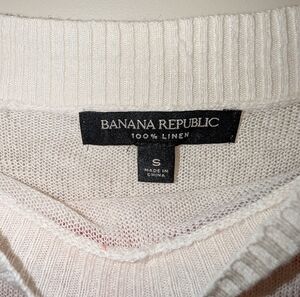 BANANA REPUBLIC
100% LINEN
S
MADE IN
CHINA